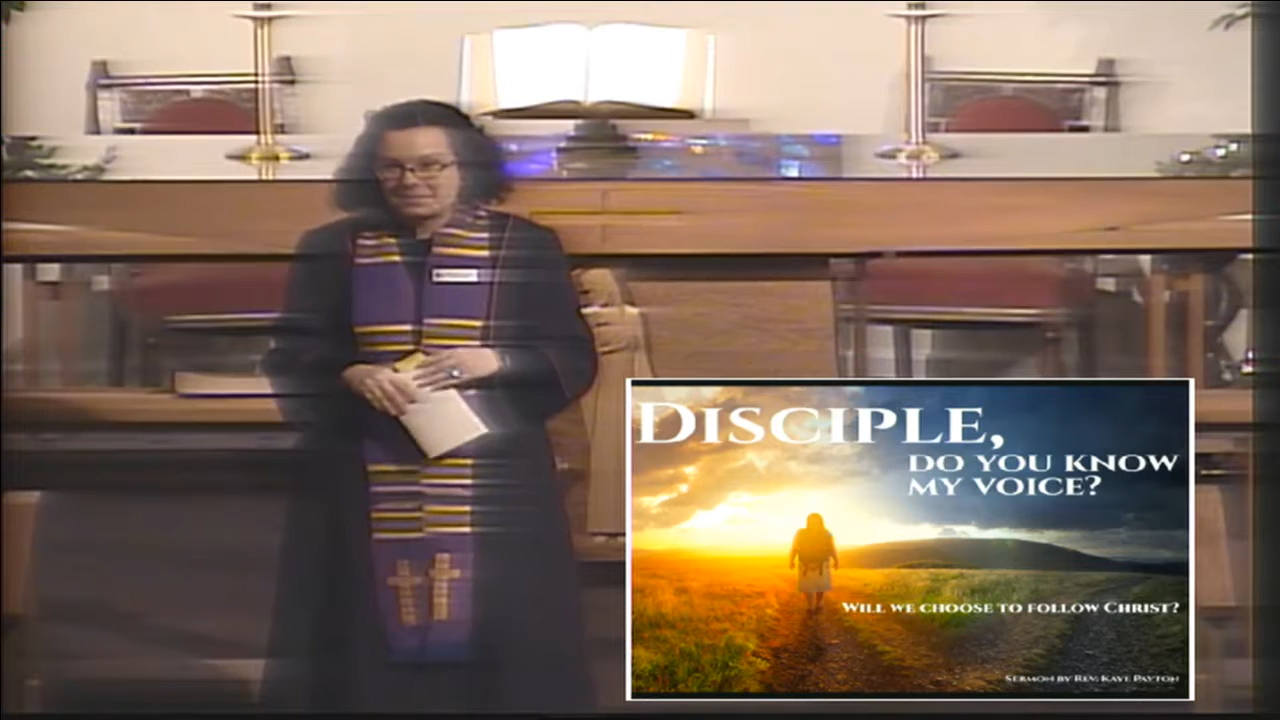 DISCIPLE,
DO YOU KNOW
MY VOICE?
WILL WE CHOOSE TO FOLLOW CHRIST?
SERMON BY REV. KAYE PAYTON